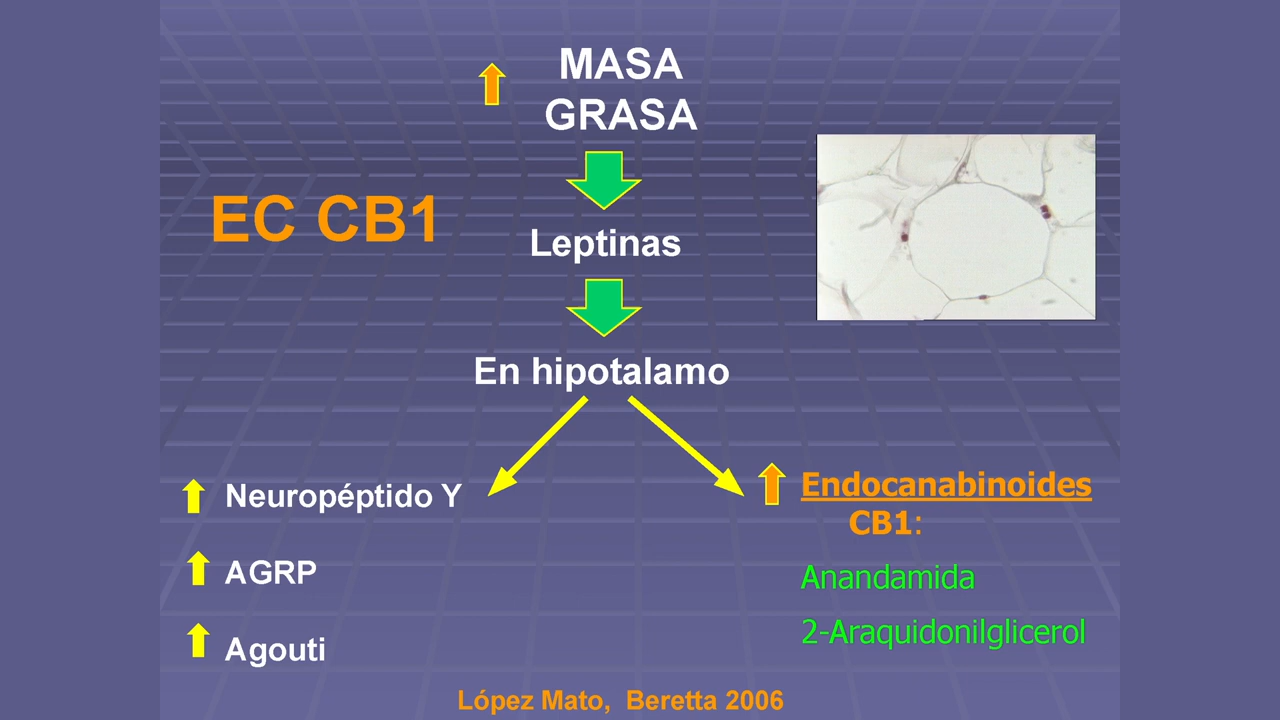 MASA
GRASA
EC CB1
Leptinas
En hipotalamo
Neuropéptido Y
AGRP
Agouti
Endocanabinoides
CB1:
Anandamida
2-Araquidonilglicerol
López Mato, Beretta 2006